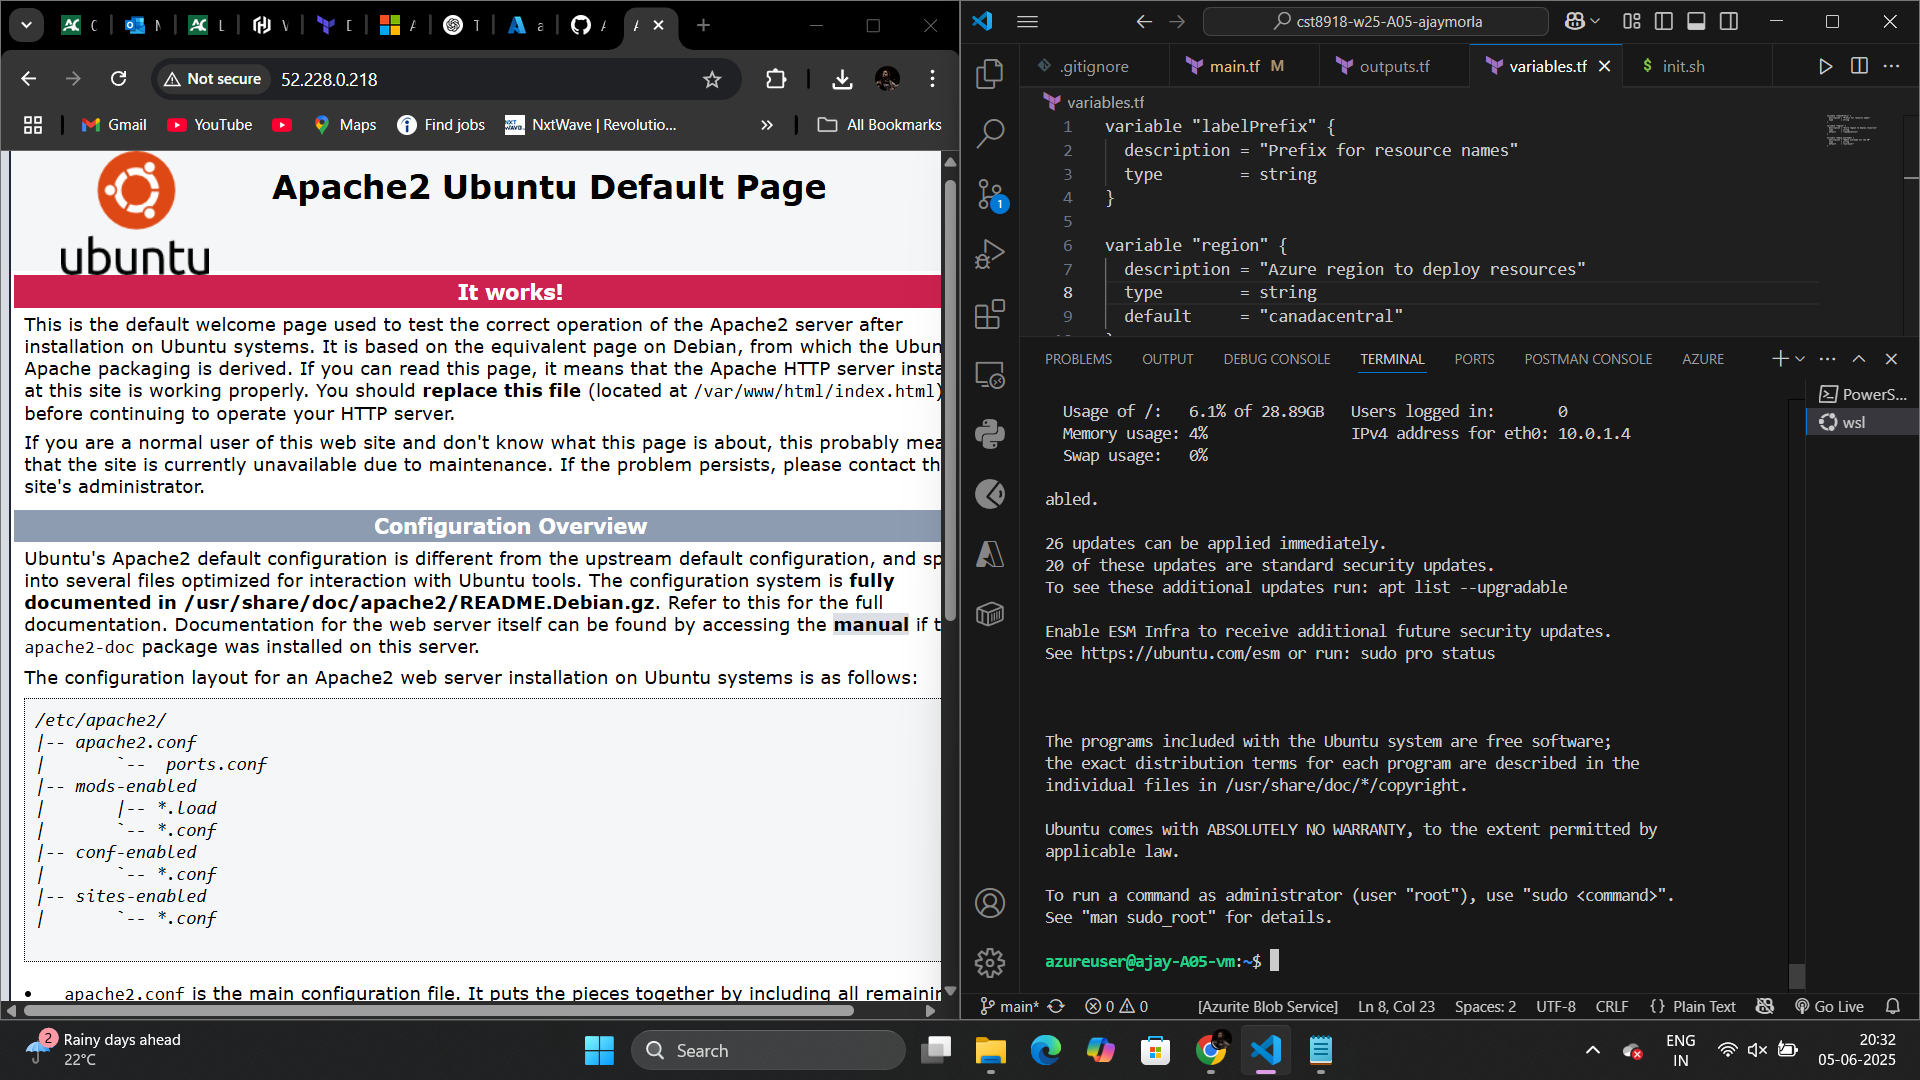 Not secure
52.228.0.218
Gmail
YouTube
Maps
Find jobs
NxtWave | Revolutio...
»
All Bookmarks
ubuntu
Apache2 Ubuntu Default Page
It works!
This is the default welcome page used to test the correct operation of the Apache2 server after
installation on Ubuntu systems. It is based on the equivalent page on Debian, from which the Ubun
Apache packaging is derived. If you can read this page, it means that the Apache HTTP server insta
at this site is working properly. You should replace this file (located at /var/www/html/index.html)
before continuing to operate your HTTP server.
If you are a normal user of this web site and don't know what this page is about, this probably mea
that the site is currently unavailable due to maintenance. If the problem persists, please contact th
site's administrator.
Configuration Overview
Ubuntu's Apache2 default configuration is different from the upstream default configuration, and sp
into several files optimized for interaction with Ubuntu tools. The configuration system is fully
documented in /usr/share/doc/apache2/README.Debian.gz. Refer to this for the full
documentation. Documentation for the web server itself can be found by accessing the manual if t
apache2-doc package was installed on this server.
The configuration layout for an Apache2 web server installation on Ubuntu systems is as follows:
/etc/apache2/
|-- apache2.conf
|       `--  ports.conf
|-- mods-enabled
|       |-- *.load
|       `-- *.conf
|-- conf-enabled
|       `-- *.conf
|-- sites-enabled
|       `-- *.conf
• apache2.conf is the main configuration file. It puts the pieces together by including all remainin
cst8918-w25-A05-ajaymorla
.gitignore
main.tf M
outputs.tf
variables.tf
$ init.sh
variables.tf
1 variable "labelPrefix" {
2   description = "Prefix for resource names"
3   type        = string
4 }
5
6 variable "region" {
7   description = "Azure region to deploy resources"
8   type        = string
9   default     = "canadacentral"
1
PROBLEMS
OUTPUT
DEBUG CONSOLE
TERMINAL
PORTS
POSTMAN CONSOLE
AZURE
PowerS...
wsl
Usage of /:   6.1% of 28.89GB   Users logged in:       0
Memory usage: 4%                IPv4 address for eth0: 10.0.1.4
Swap usage:   0%
abled.
26 updates can be applied immediately.
20 of these updates are standard security updates.
To see these additional updates run: apt list --upgradable
Enable ESM Infra to receive additional future security updates.
See https://ubuntu.com/esm or run: sudo pro status
The programs included with the Ubuntu system are free software;
the exact distribution terms for each program are described in the
individual files in /usr/share/doc/*/copyright.
Ubuntu comes with ABSOLUTELY NO WARRANTY, to the extent permitted by
applicable law.
To run a command as administrator (user "root"), use "sudo <command>".
See "man sudo_root" for details.
azureuser@ajay-A05-vm:~$
main*
0 0
[Azurite Blob Service]
Ln 8, Col 23
Spaces: 2
UTF-8
CRLF
{ } Plain Text
Go Live
2
Rainy days ahead
22°C
Search
ENG
IN
20:32
05-06-2025